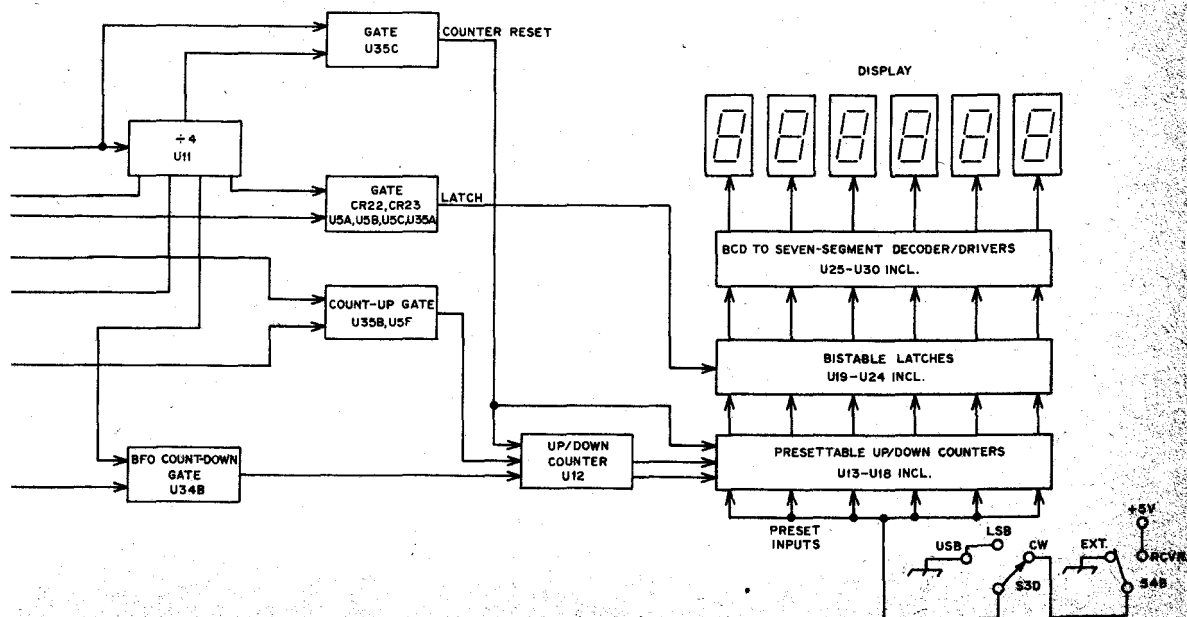 GATE
U35C
COUNTER RESET
DISPLAY
÷4
U11
GATE
CR22,CR23
U5A,U5B,U5C,U35A
LATCH
BCD TO SEVEN-SEGMENT DECODER/DRIVERS
U25-U30 INCL.
COUNT-UP GATE
U35B,U5F
BISTABLE LATCHES
U19-U24 INCL.
BFO COUNT-DOWN
GATE
U34B
UP/DOWN
COUNTER
U12
PRESETTABLE UP/DOWN COUNTERS
U13-U18 INCL.
PRESET
INPUTS
USB
LSB
CW
S3D
EXT.
+5V
RCVR
S4B